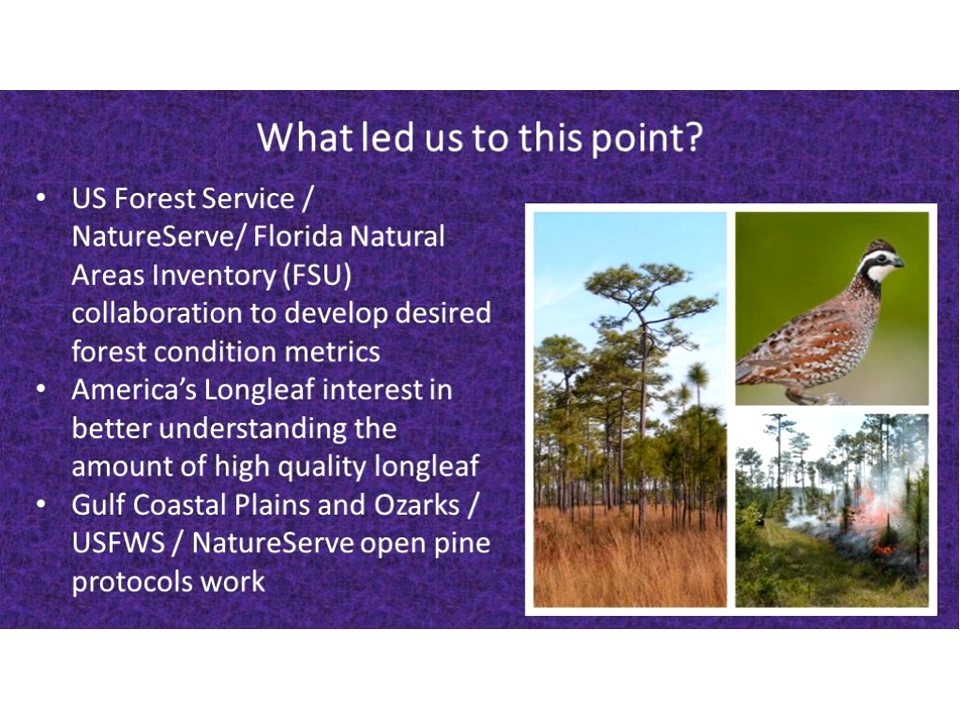 What led us to this point?
• US Forest Service /
NatureServe/ Florida Natural
Areas Inventory (FSU)
collaboration to develop desired
forest condition metrics
• America’s Longleaf interest in
better understanding the
amount of high quality longleaf
• Gulf Coastal Plains and Ozarks /
USFWS / NatureServe open pine
protocols work